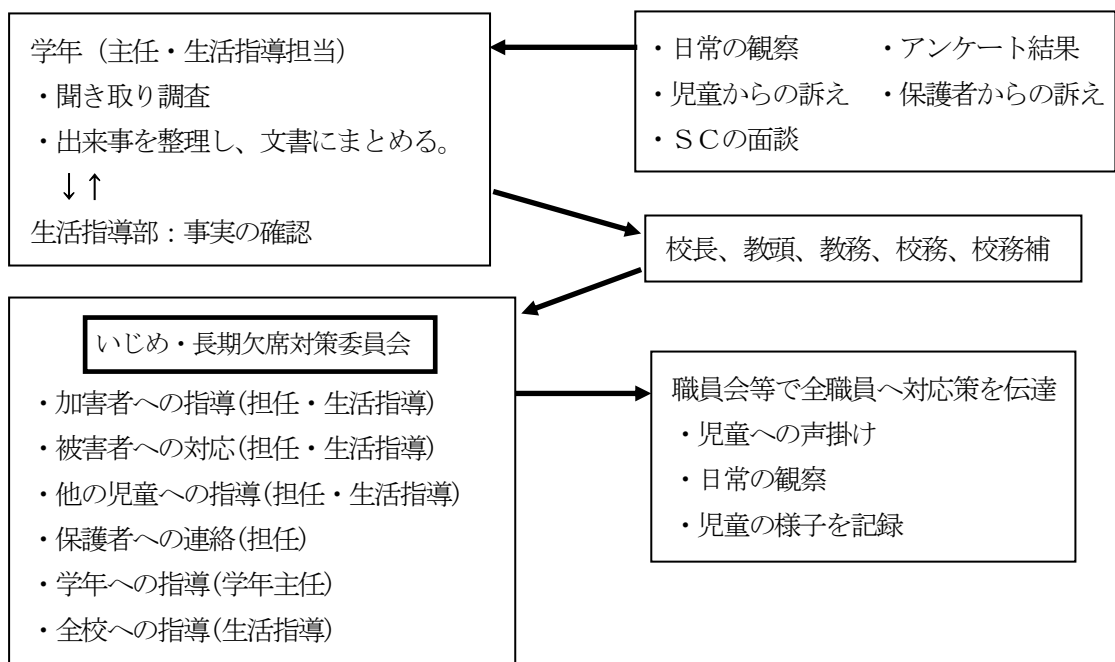 学年（主任・生活指導担当）
・聞き取り調査
・出来事を整理し、文書にまとめる。
↓↑
生活指導部：事実の確認
・日常の観察　　・アンケート結果
・児童からの訴え　・保護者からの訴え
・ＳＣの面談
校長、教頭、教務、校務、校務補
いじめ・長期欠席対策委員会
・加害者への指導(担任・生活指導)
・被害者への対応(担任・生活指導)
・他の児童への指導(担任・生活指導)
・保護者への連絡(担任)
・学年への指導(学年主任)
・全校への指導(生活指導)
職員会等で全職員へ対応策を伝達
・児童への声掛け
・日常の観察
・児童の様子を記録